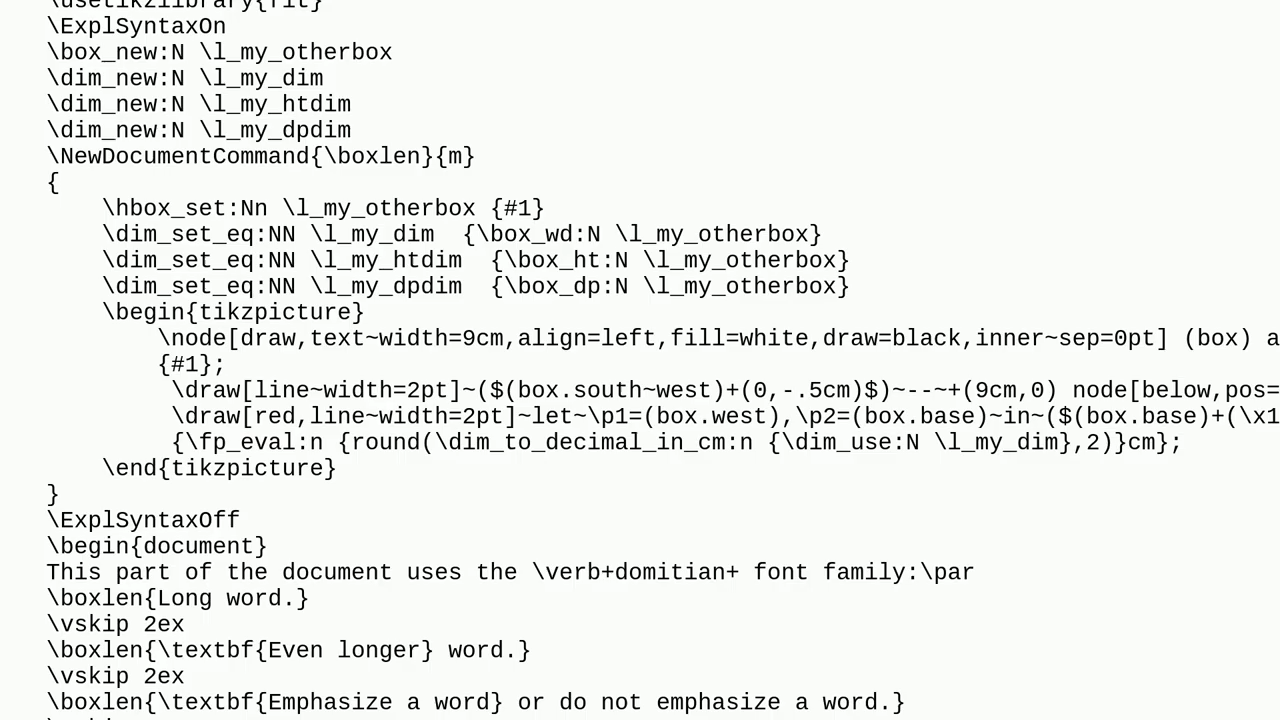 \usetikzlibrary{fit}
\ExplSyntaxOn
\box_new:N \l_my_otherbox
\dim_new:N \l_my_dim
\dim_new:N \l_my_htdim
\dim_new:N \l_my_dpdim
\NewDocumentCommand{\boxlen}{m}
{
    \hbox_set:Nn \l_my_otherbox {#1}
    \dim_set_eq:NN \l_my_dim  {\box_wd:N \l_my_otherbox}
    \dim_set_eq:NN \l_my_htdim  {\box_ht:N \l_my_otherbox}
    \dim_set_eq:NN \l_my_dpdim  {\box_dp:N \l_my_otherbox}
    \begin{tikzpicture}
        \node[draw,text~width=9cm,align=left,fill=white,draw=black,inner~sep=0pt] (box) a
        {#1};
         \draw[line~width=2pt]~($(box.south~west)+(0,-.5cm)$)~--~+(9cm,0) node[below,pos=
         \draw[red,line~width=2pt]~let~\p1=(box.west),\p2=(box.base)~in~($(box.base)+(\x1
         {\fp_eval:n {round(\dim_to_decimal_in_cm:n {\dim_use:N \l_my_dim},2)}cm};
    \end{tikzpicture}
}
\ExplSyntaxOff
\begin{document}
This part of the document uses the \verb+domitian+ font family:\par
\boxlen{Long word.}
\vskip 2ex
\boxlen{\textbf{Even longer} word.}
\vskip 2ex
\boxlen{\textbf{Emphasize a word} or do not emphasize a word.}